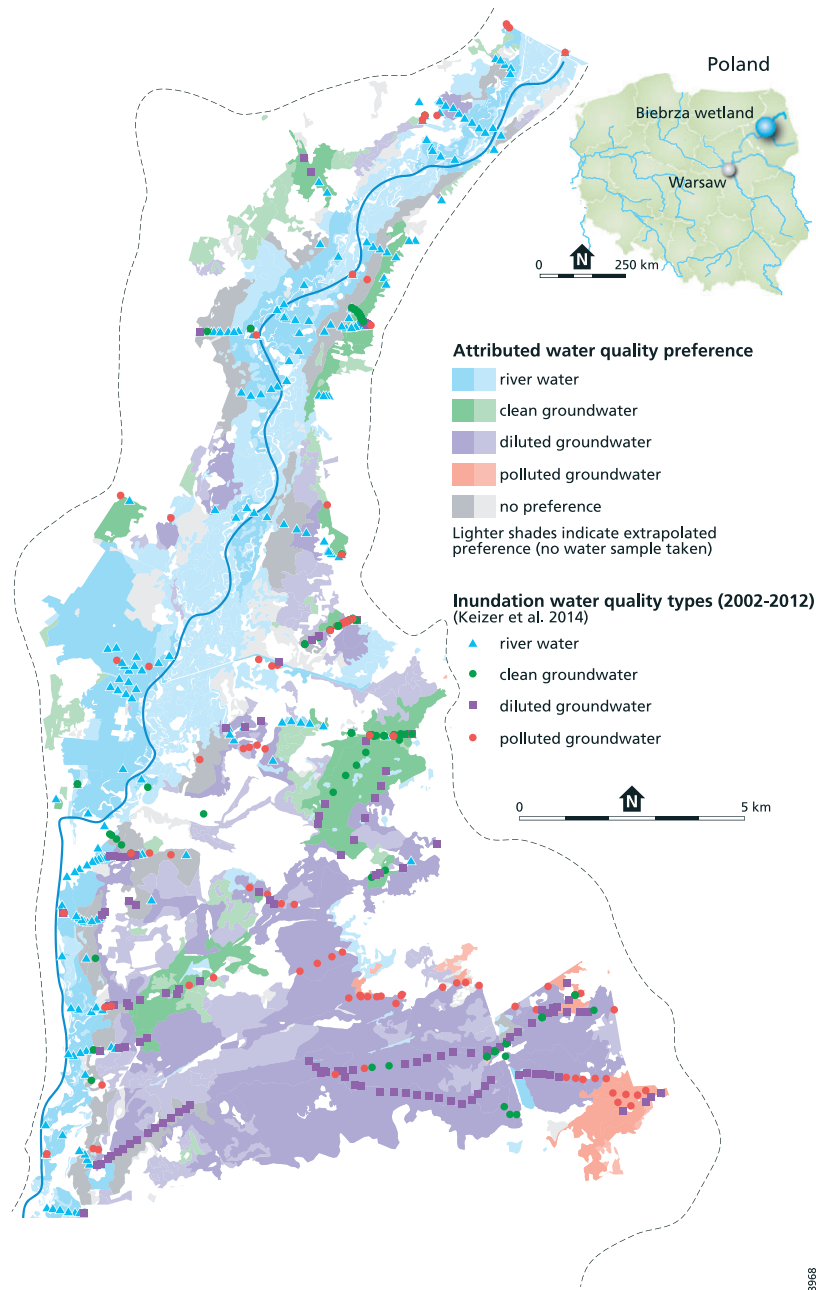 Poland
Biebrza wetland
Warsaw
N
0 250 km
Attributed water quality preference
river water
clean groundwater
diluted groundwater
polluted groundwater
no preference
Lighter shades indicate extrapolated
preference (no water sample taken)
Inundation water quality types (2002-2012)
(Keizer et al. 2014)
river water
clean groundwater
diluted groundwater
polluted groundwater
N
0 5 km